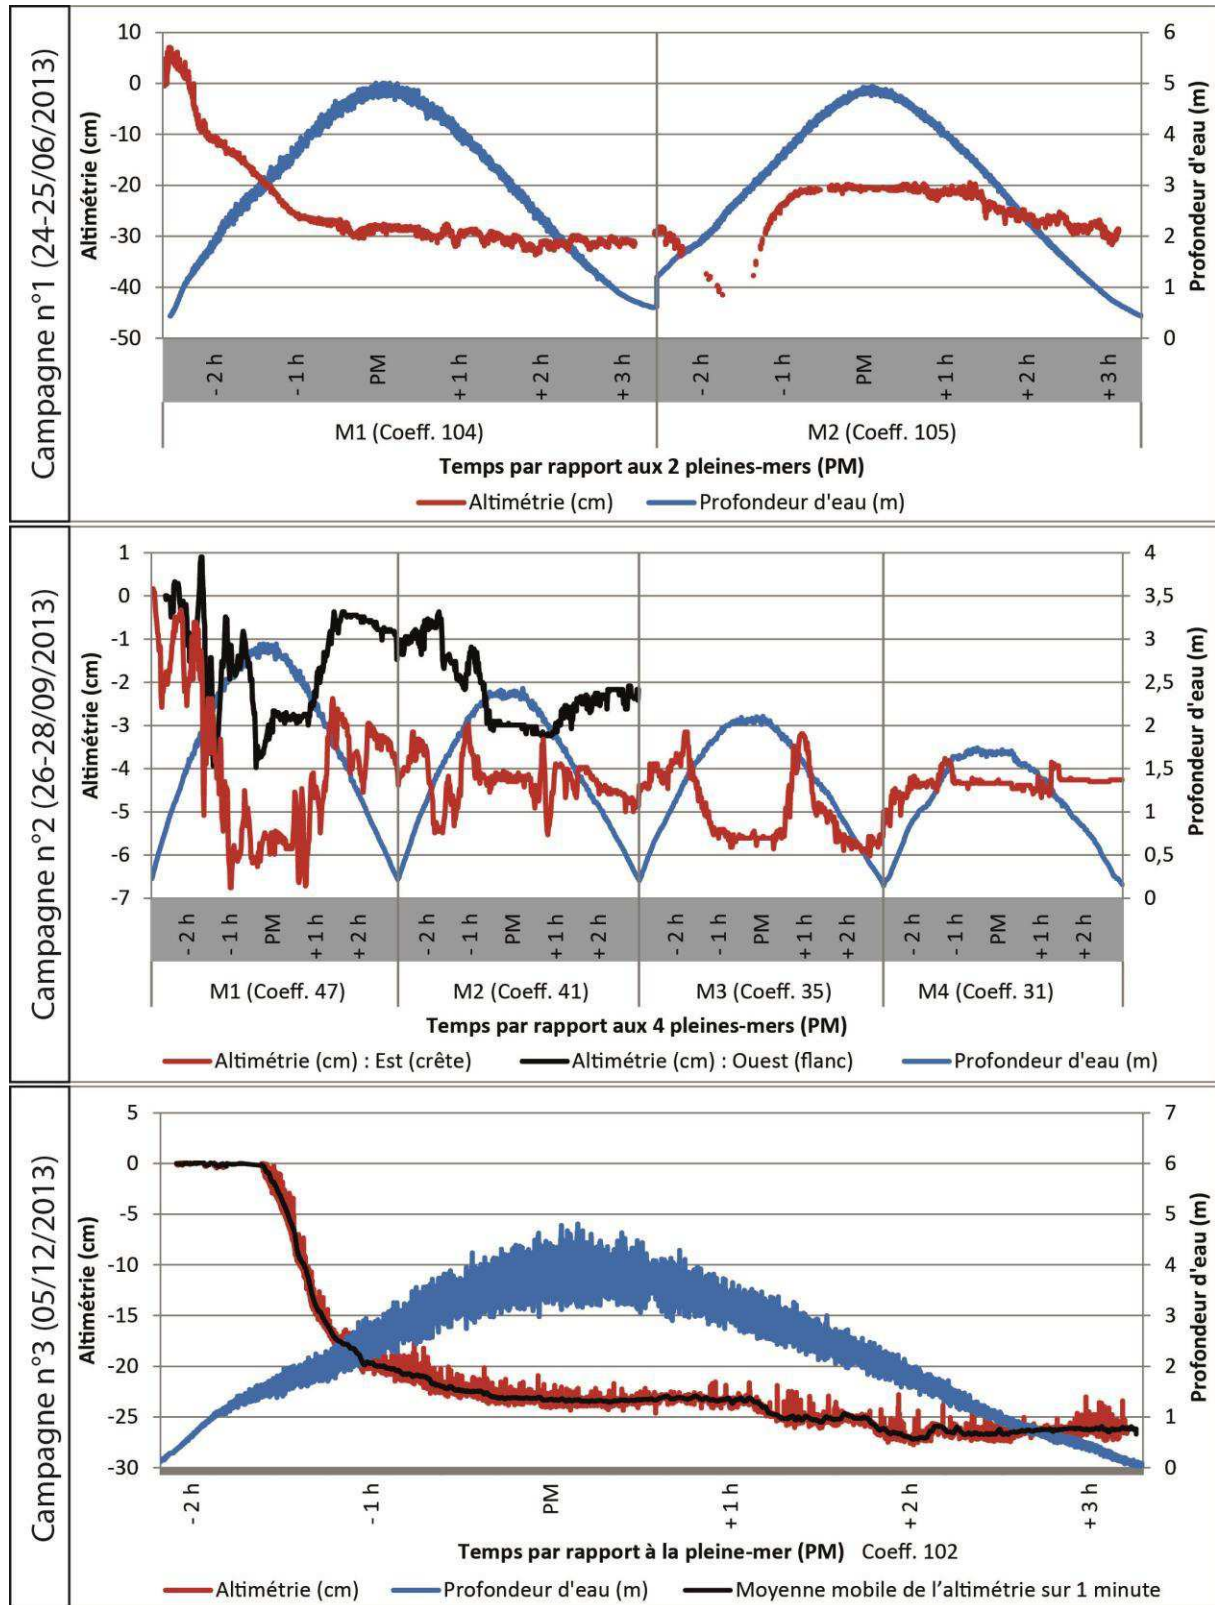 Campagne n°1 (24-25/06/2013)
Altimétrie (cm)
10
0
-10
-20
-30
-40
-50
6
5
4
3
2
1
0
Profondeur d'eau (m)
- 2 h
- 1 h
PM
+ 1 h
+ 2 h
+ 3 h
- 2 h
- 1 h
PM
+ 1 h
+ 2 h
+ 3 h
M1 (Coeff. 104)
M2 (Coeff. 105)
Temps par rapport aux 2 pleines-mers (PM)
Altimétrie (cm)
Profondeur d'eau (m)
Campagne n°2 (26-28/09/2013)
Altimétrie (cm)
1
0
-1
-2
-3
-4
-5
-6
-7
4
3,5
3
2,5
2
1,5
1
0,5
0
Profondeur d'eau (m)
- 2 h
- 1 h
PM
+ 1 h
+ 2 h
- 2 h
- 1 h
PM
+ 1 h
+ 2 h
- 2 h
- 1 h
PM
+ 1 h
+ 2 h
- 2 h
- 1 h
PM
+ 1 h
+ 2 h
M1 (Coeff. 47)
M2 (Coeff. 41)
M3 (Coeff. 35)
M4 (Coeff. 31)
Temps par rapport aux 4 pleines-mers (PM)
Altimétrie (cm) : Est (crête)
Altimétrie (cm) : Ouest (flanc)
Profondeur d'eau (m)
Campagne n°3 (05/12/2013)
Altimétrie (cm)
5
0
-5
-10
-15
-20
-25
-30
7
6
5
4
3
2
1
0
Profondeur d'eau (m)
- 2 h
- 1 h
PM
+ 1 h
+ 2 h
+ 3 h
Temps par rapport à la pleine-mer (PM) Coeff. 102
Altimétrie (cm)
Profondeur d'eau (m)
Moyenne mobile de l’altimétrie sur 1 minute